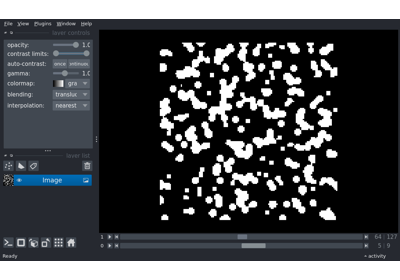 File View Plugins Window Help
layer controls
opacity: 1.0
contrast limits:
auto-contrast: once
gamma: 1.0
colormap: gra
blending: translu
interpolation: nearest
layer list
Image
1 64 127
0 5 9
Ready activity